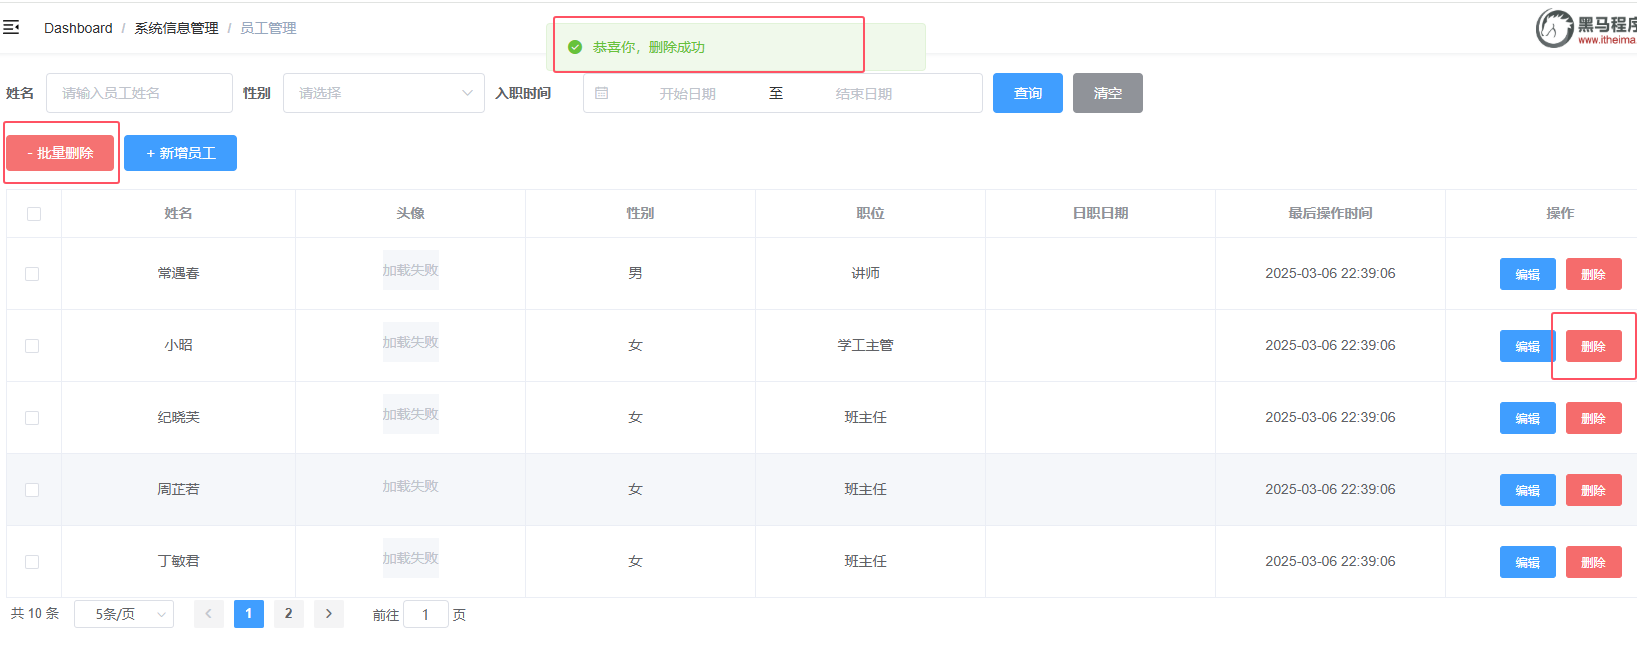 Dashboard / 系统信息管理 / 员工管理
恭喜你，删除成功
黑马程序
www.itheima
姓名 请输入员工姓名 性别 请选择 入职时间 开始日期 至 结束日期 查询 清空
- 批量删除 + 新增员工
姓名 头像 性别 职位 日职日期 最后操作时间 操作
常遇春 加载失败 男 讲师 2025-03-06 22:39:06 编辑 删除
小昭 加载失败 女 学工主管 2025-03-06 22:39:06 编辑 删除
纪晓芙 加载失败 女 班主任 2025-03-06 22:39:06 编辑 删除
周芷若 加载失败 女 班主任 2025-03-06 22:39:06 编辑 删除
丁敏君 加载失败 女 班主任 2025-03-06 22:39:06 编辑 删除
共 10 条 5条/页 < 1 2 > 前往 1 页